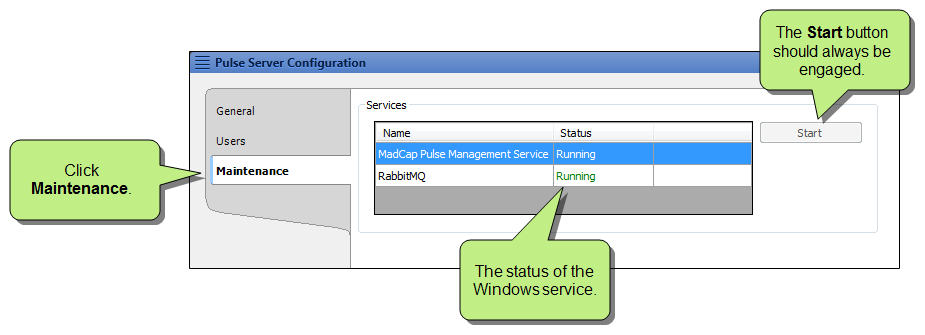 The Start button
should always be
engaged.
Pulse Server Configuration
General
Users
Maintenance
Services
Name Status
MadCap Pulse Management Service Running
RabbitMQ Running
Start
Click
Maintenance.
The status of the
Windows service.